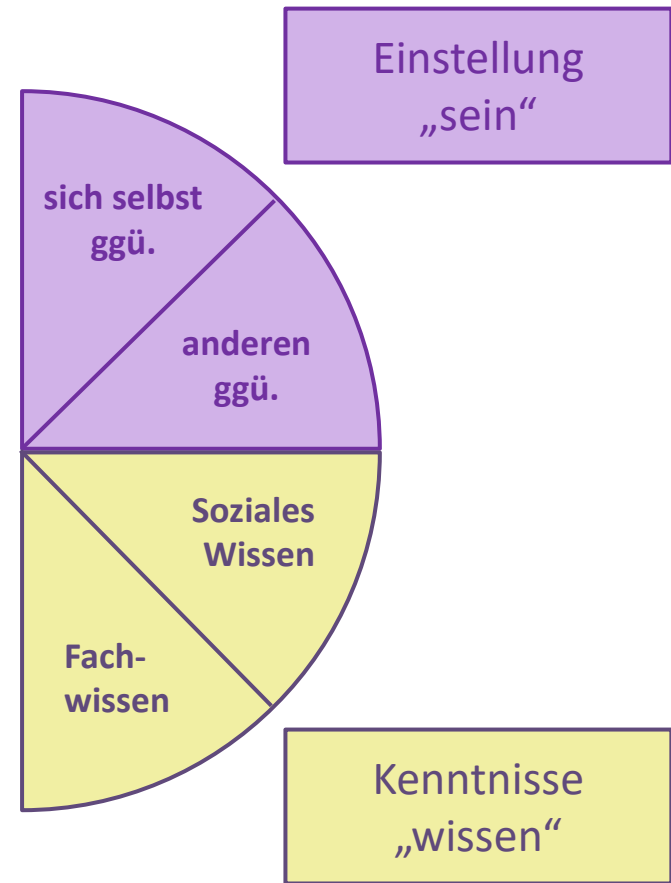 Einstellung
„sein“
sich selbst
ggü.
anderen
ggü.
Soziales
Wissen
Fach-
wissen
Kenntnisse
„wissen“